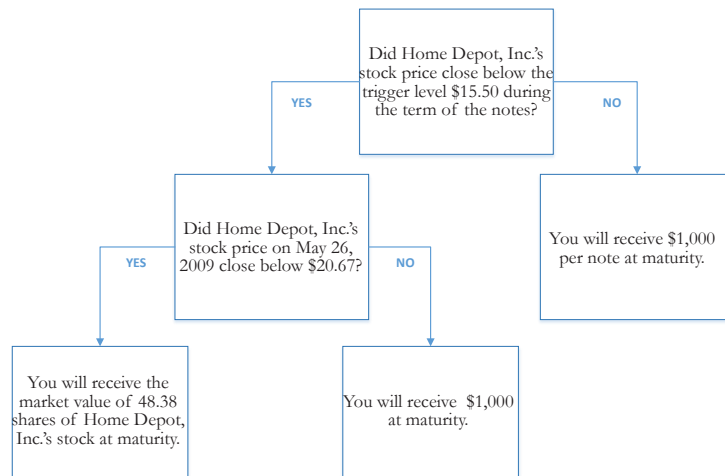 Did Home Depot, Inc.'s
stock price close below the
trigger level $15.50 during
the term of the notes?
YES
NO
Did Home Depot, Inc.'s
stock price on May 26,
2009 close below $20.67?
You will receive $1,000
per note at maturity.
YES
NO
You will receive the
market value of 48.38
shares of Home Depot,
Inc.'s stock at maturity.
You will receive $1,000
at maturity.